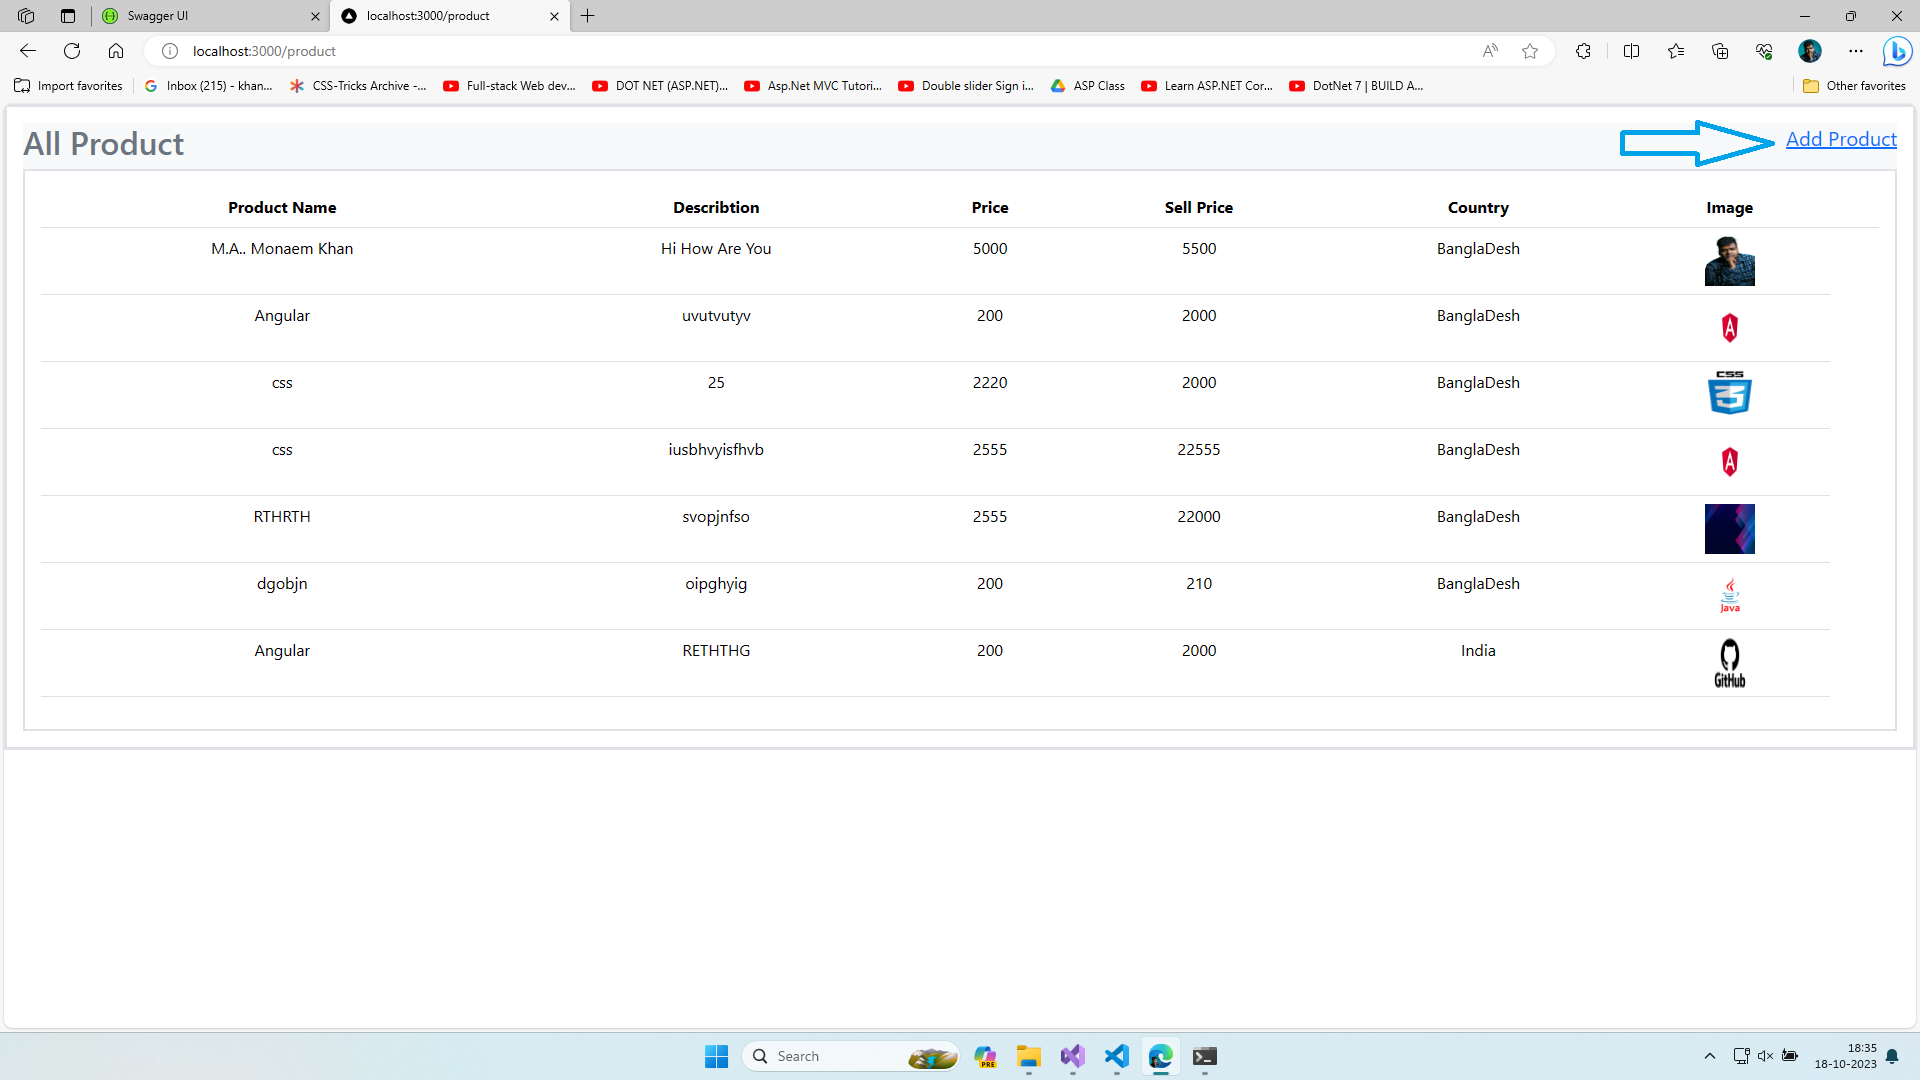 Swagger UI
localhost:3000/product
localhost:3000/product
Import favorites
Inbox (215) - khan...
CSS-Tricks Archive -...
Full-stack Web dev...
DOT NET (ASP.NET)...
Asp.Net MVC Tutori...
Double slider Sign i...
ASP Class
Learn ASP.NET Cor...
DotNet 7 | BUILD A...
Other favorites
All Product
Add Product
Product Name Describtion Price Sell Price Country Image
M.A.. Monaem Khan Hi How Are You 5000 5500 BanglaDesh
Angular uvutvutyv 200 2000 BanglaDesh
css 25 2220 2000 BanglaDesh
CSS
css iusbhvyisfhvb 2555 22555 BanglaDesh
RTHRTH svopjnfso 2555 22000 BanglaDesh
dgobjn oipghyig 200 210 BanglaDesh
Java
Angular RETHTHG 200 2000 India
GitHub
Search
PRE
18:35
18-10-2023